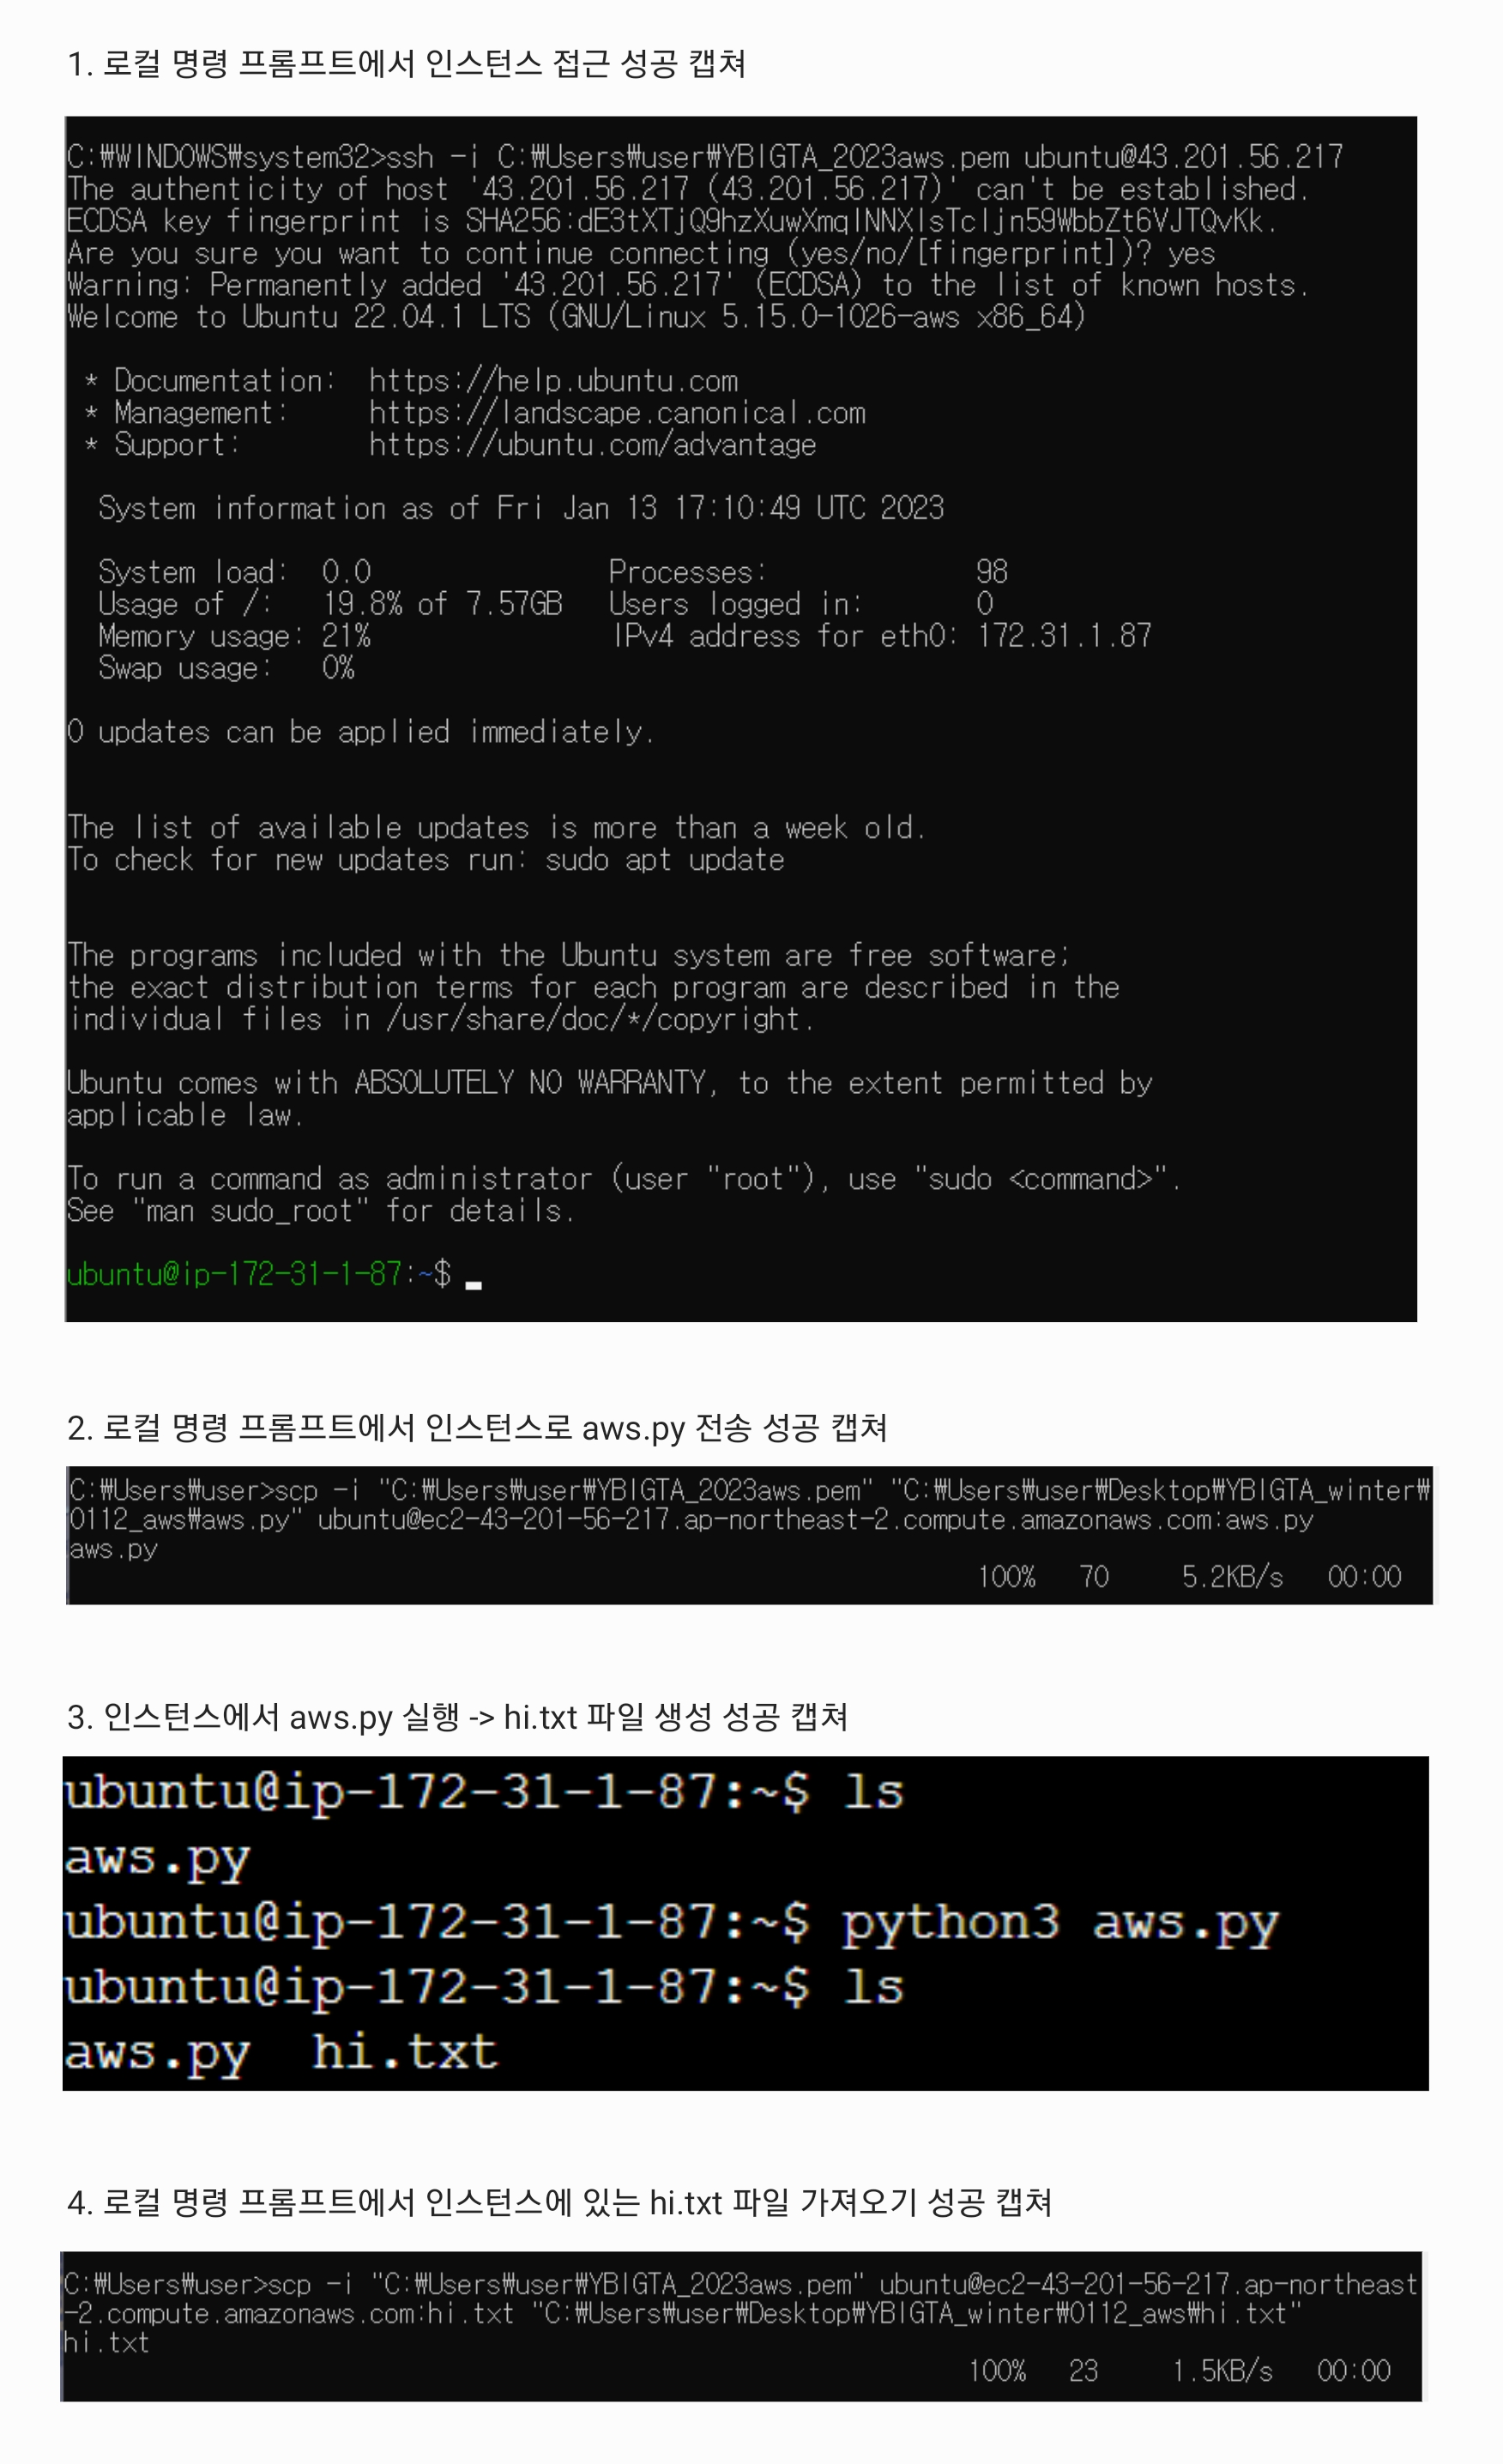 1. 로컬 명령 프롬프트에서 인스턴스 접근 성공 캡쳐
C:₩WINDOWS₩system32>ssh -i C:₩Users₩user₩YBIGTA_2023aws.pem ubuntu@43.201.56.217
The authenticity of host '43.201.56.217 (43.201.56.217)' can't be established.
ECDSA key fingerprint is SHA256:dE3tXTjQ9hzXuwXmqINNXIsTcIjn59WbbZt6VJTQvKk.
Are you sure you want to continue connecting (yes/no/[fingerprint])? yes
Warning: Permanently added '43.201.56.217' (ECDSA) to the list of known hosts.
Welcome to Ubuntu 22.04.1 LTS (GNU/Linux 5.15.0-1026-aws x86_64)
* Documentation: https://help.ubuntu.com
* Management: https://landscape.canonical.com
* Support: https://ubuntu.com/advantage
System information as of Fri Jan 13 17:10:49 UTC 2023
System load: 0.0 Processes: 98
Usage of /: 19.8% of 7.57GB Users logged in: 0
Memory usage: 21% IPv4 address for eth0: 172.31.1.87
Swap usage: 0%
0 updates can be applied immediately.
The list of available updates is more than a week old.
To check for new updates run: sudo apt update
The programs included with the Ubuntu system are free software;
the exact distribution terms for each program are described in the
individual files in /usr/share/doc/*/copyright.
Ubuntu comes with ABSOLUTELY NO WARRANTY, to the extent permitted by
applicable law.
To run a command as administrator (user "root"), use "sudo <command>".
See "man sudo_root" for details.
ubuntu@ip-172-31-1-87:~$
2. 로컬 명령 프롬프트에서 인스턴스로 aws.py 전송 성공 캡쳐
C:₩Users₩user>scp -i "C:₩Users₩user₩YBIGTA_2023aws.pem" "C:₩Users₩user₩Desktop₩YBIGTA_winter₩
0112_aws₩aws.py" ubuntu@ec2-43-201-56-217.ap-northeast-2.compute.amazonaws.com:aws.py
aws.py
100% 70 5.2KB/s 00:00
3. 인스턴스에서 aws.py 실행 -> hi.txt 파일 생성 성공 캡쳐
ubuntu@ip-172-31-1-87:~$ ls
aws.py
ubuntu@ip-172-31-1-87:~$ python3 aws.py
ubuntu@ip-172-31-1-87:~$ ls
aws.py hi.txt
4. 로컬 명령 프롬프트에서 인스턴스에 있는 hi.txt 파일 가져오기 성공 캡쳐
C:₩Users₩user>scp -i "C:₩Users₩user₩YBIGTA_2023aws.pem" ubuntu@ec2-43-201-56-217.ap-northeast
-2.compute.amazonaws.com:hi.txt "C:₩Users₩user₩Desktop₩YBIGTA_winter₩0112_aws₩hi.txt"
hi.txt
100% 23 1.5KB/s 00:00